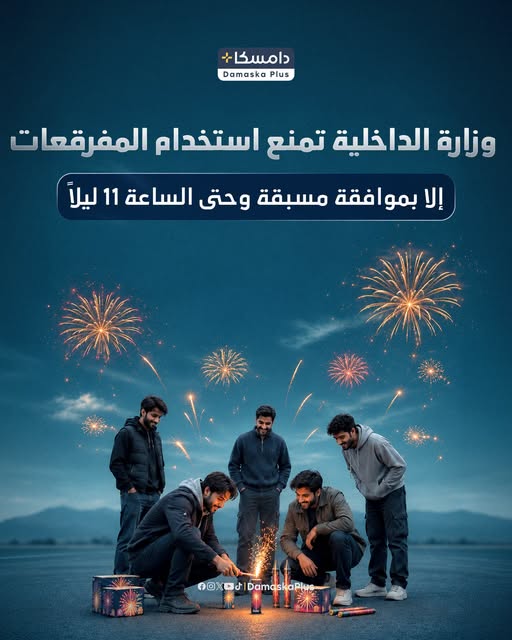 دامسكا+
Damaska Plus
وزارة الداخلية تمنع استخدام المفرقعات
إلا بموافقة مسبقة وحتى الساعة 11 ليلاً
DamaskaPlus